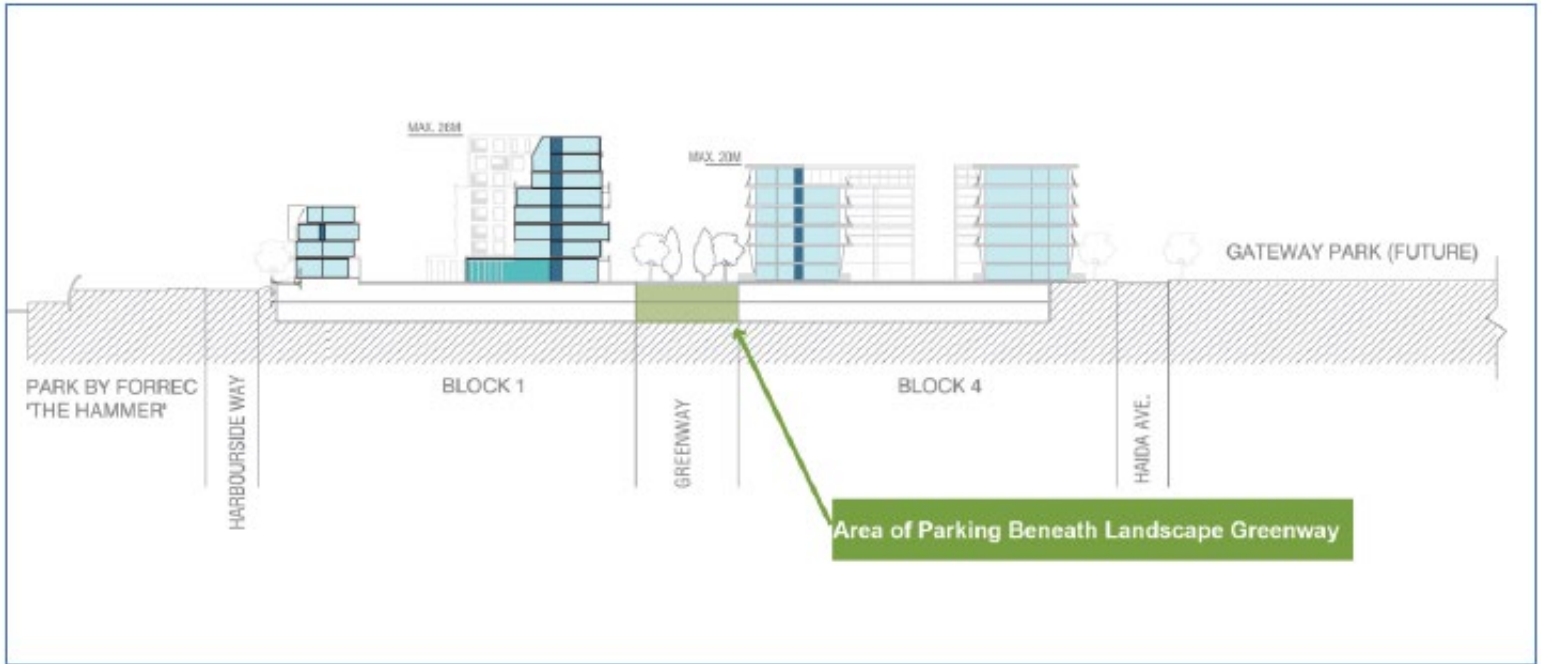 MAX. 26M
MAX. 20M
GATEWAY PARK (FUTURE)
PARK BY FORREC
'THE HAMMER'
HARBOURSIDE WAY
BLOCK 1
GREENWAY
BLOCK 4
HAIDA AVE.
Area of Parking Beneath Landscape Greenway